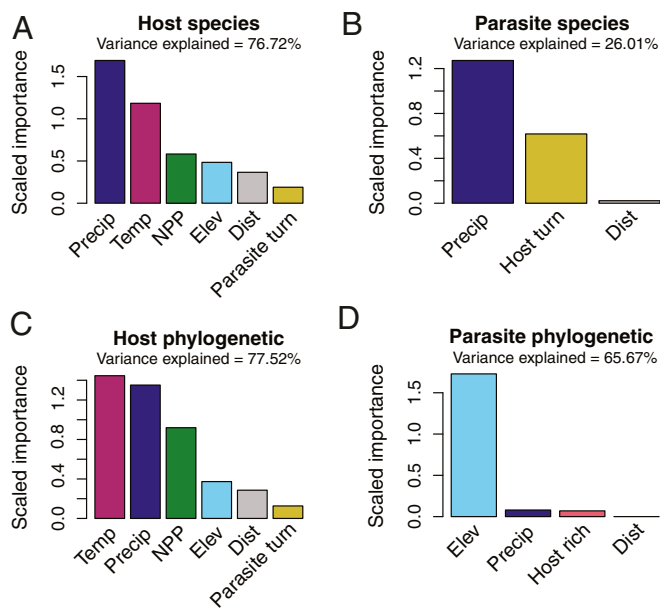 A
Host species
Variance explained = 76.72%
Scaled importance
0.0
0.5
1.0
1.5
Precip
Temp
NPP
Elev
Dist
Parasite turn
B
Parasite species
Variance explained = 26.01%
Scaled importance
0.0
0.4
0.8
1.2
Precip
Host turn
Dist
C
Host phylogenetic
Variance explained = 77.52%
Scaled importance
0.0
0.4
0.8
1.2
Temp
Precip
NPP
Elev
Dist
Parasite turn
D
Parasite phylogenetic
Variance explained = 65.67%
Scaled importance
0.0
0.5
1.0
1.5
Elev
Precip
Host rich
Dist